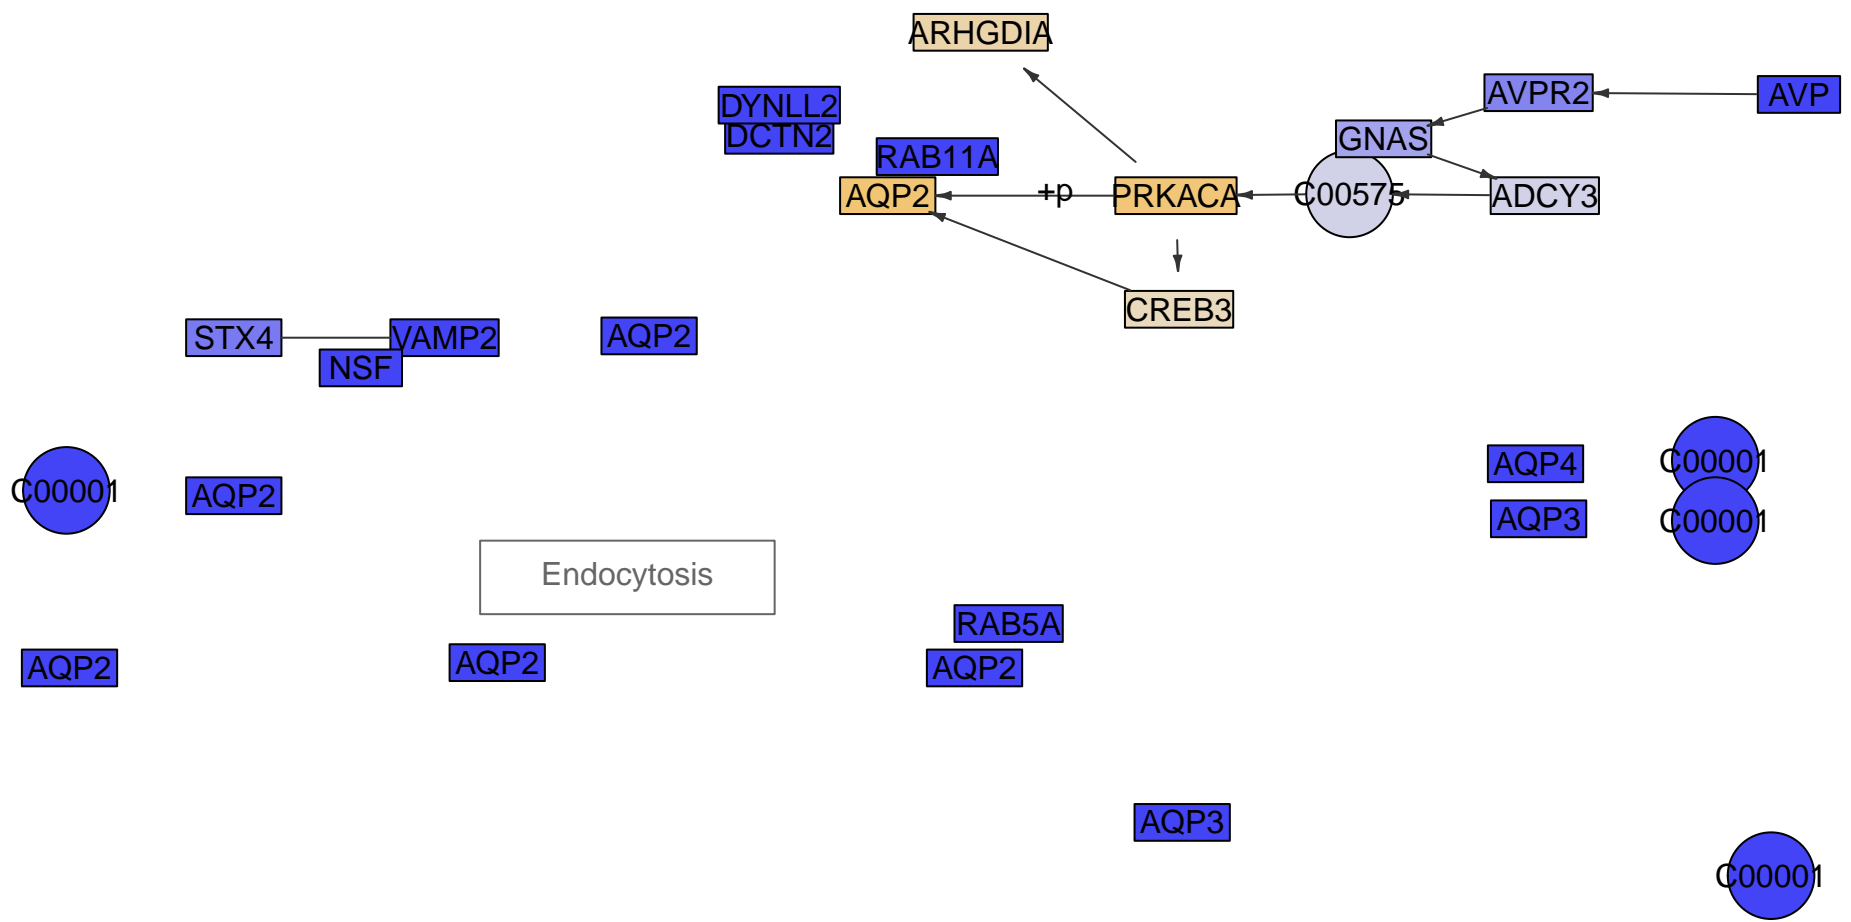 ARHGDIA
DYNLL2
DCTN2
RAB11A
AQP2
+p
PRKACA
C00575
GNAS
AVPR2
AVP
ADCY3
CREB3
STX4
VAMP2
NSF
AQP2
C00001
AQP2
AQP4
C00001
AQP3
C00001
Endocytosis
RAB5A
AQP2
AQP2
AQP2
AQP3
C00001